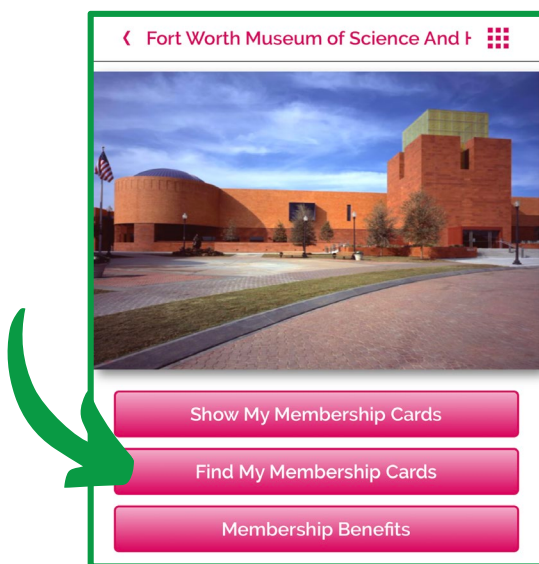 Fort Worth Museum of Science And H
Show My Membership Cards
Find My Membership Cards
Membership Benefits